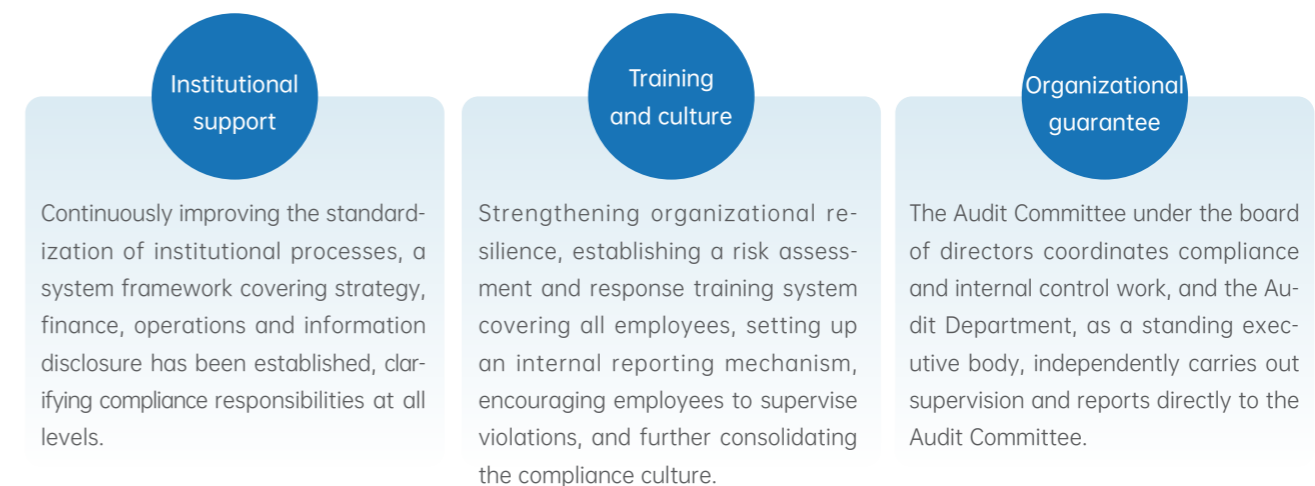 Institutional
support
Continuously improving the standard-
ization of institutional processes, a
system framework covering strategy,
finance, operations and information
disclosure has been established, clar-
ifying compliance responsibilities at all
levels.
Training
and culture
Strengthening organizational re-
silience, establishing a risk assess-
ment and response training system
covering all employees, setting up
an internal reporting mechanism,
encouraging employees to supervise
violations, and further consolidating
the compliance culture.
Organizational
guarantee
The Audit Committee under the board
of directors coordinates compliance
and internal control work, and the Au-
dit Department, as a standing exec-
utive body, independently carries out
supervision and reports directly to the
Audit Committee.